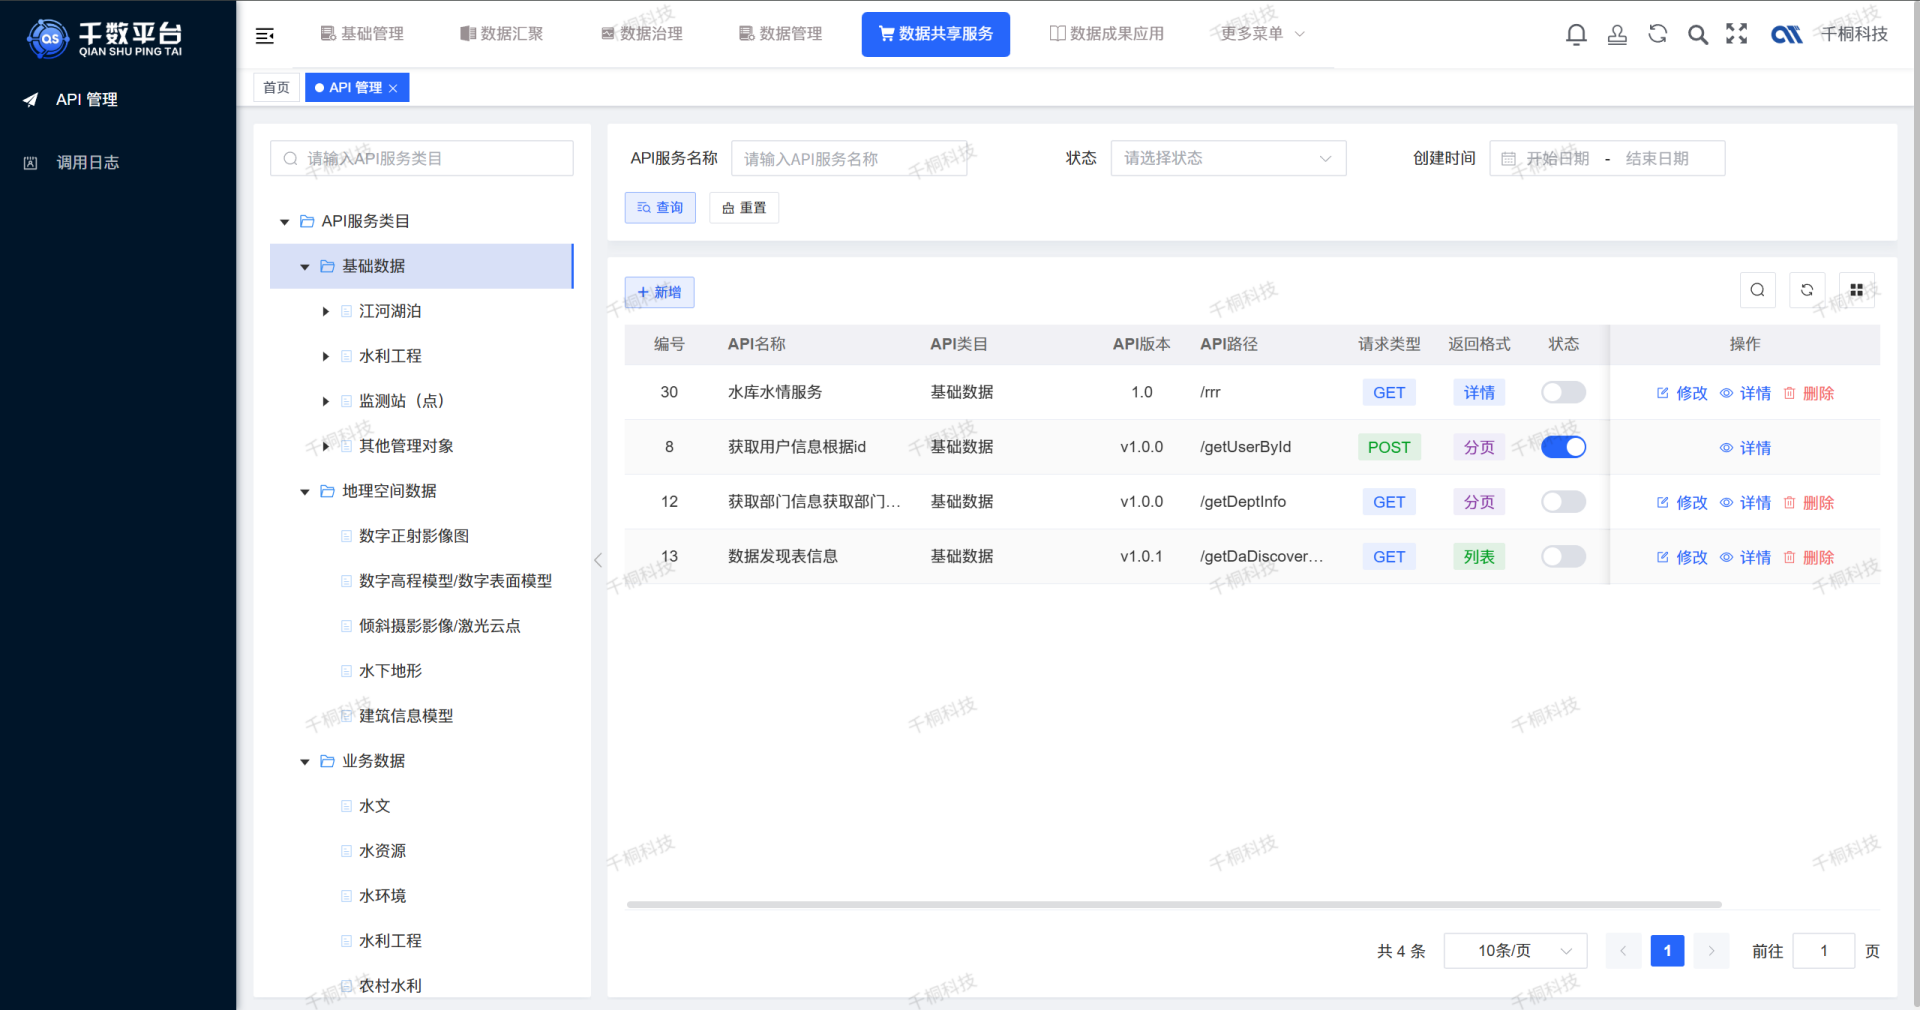 千数平台
QIAN SHU PING TAI
基础管理
数据汇聚
数据治理
数据管理
数据共享服务
数据成果应用
更多菜单
千桐科技
API 管理
调用日志
首页
API 管理
请输入API服务类目
API服务名称
请输入API服务名称
状态
请选择状态
创建时间
开始日期 - 结束日期
查询
重置
API服务类目
基础数据
江河湖泊
水利工程
监测站（点）
其他管理对象
地理空间数据
数字正射影像图
数字高程模型/数字表面模型
倾斜摄影影像/激光云点
水下地形
建筑信息模型
业务数据
水文
水资源
水环境
水利工程
农村水利
新增
编号 API名称 API类目 API版本 API路径 请求类型 返回格式 状态 操作
30 水库水情服务 基础数据 1.0 /rrr GET 详情 修改 详情 删除
8 获取用户信息根据id 基础数据 v1.0.0 /getUserById POST 分页 详情
12 获取部门信息获取部门... 基础数据 v1.0.0 /getDeptInfo GET 分页 修改 详情 删除
13 数据发现表信息 基础数据 v1.0.1 /getDaDiscover... GET 列表 修改 详情 删除
共 4 条 10条/页 1 前往 1 页
千桐科技